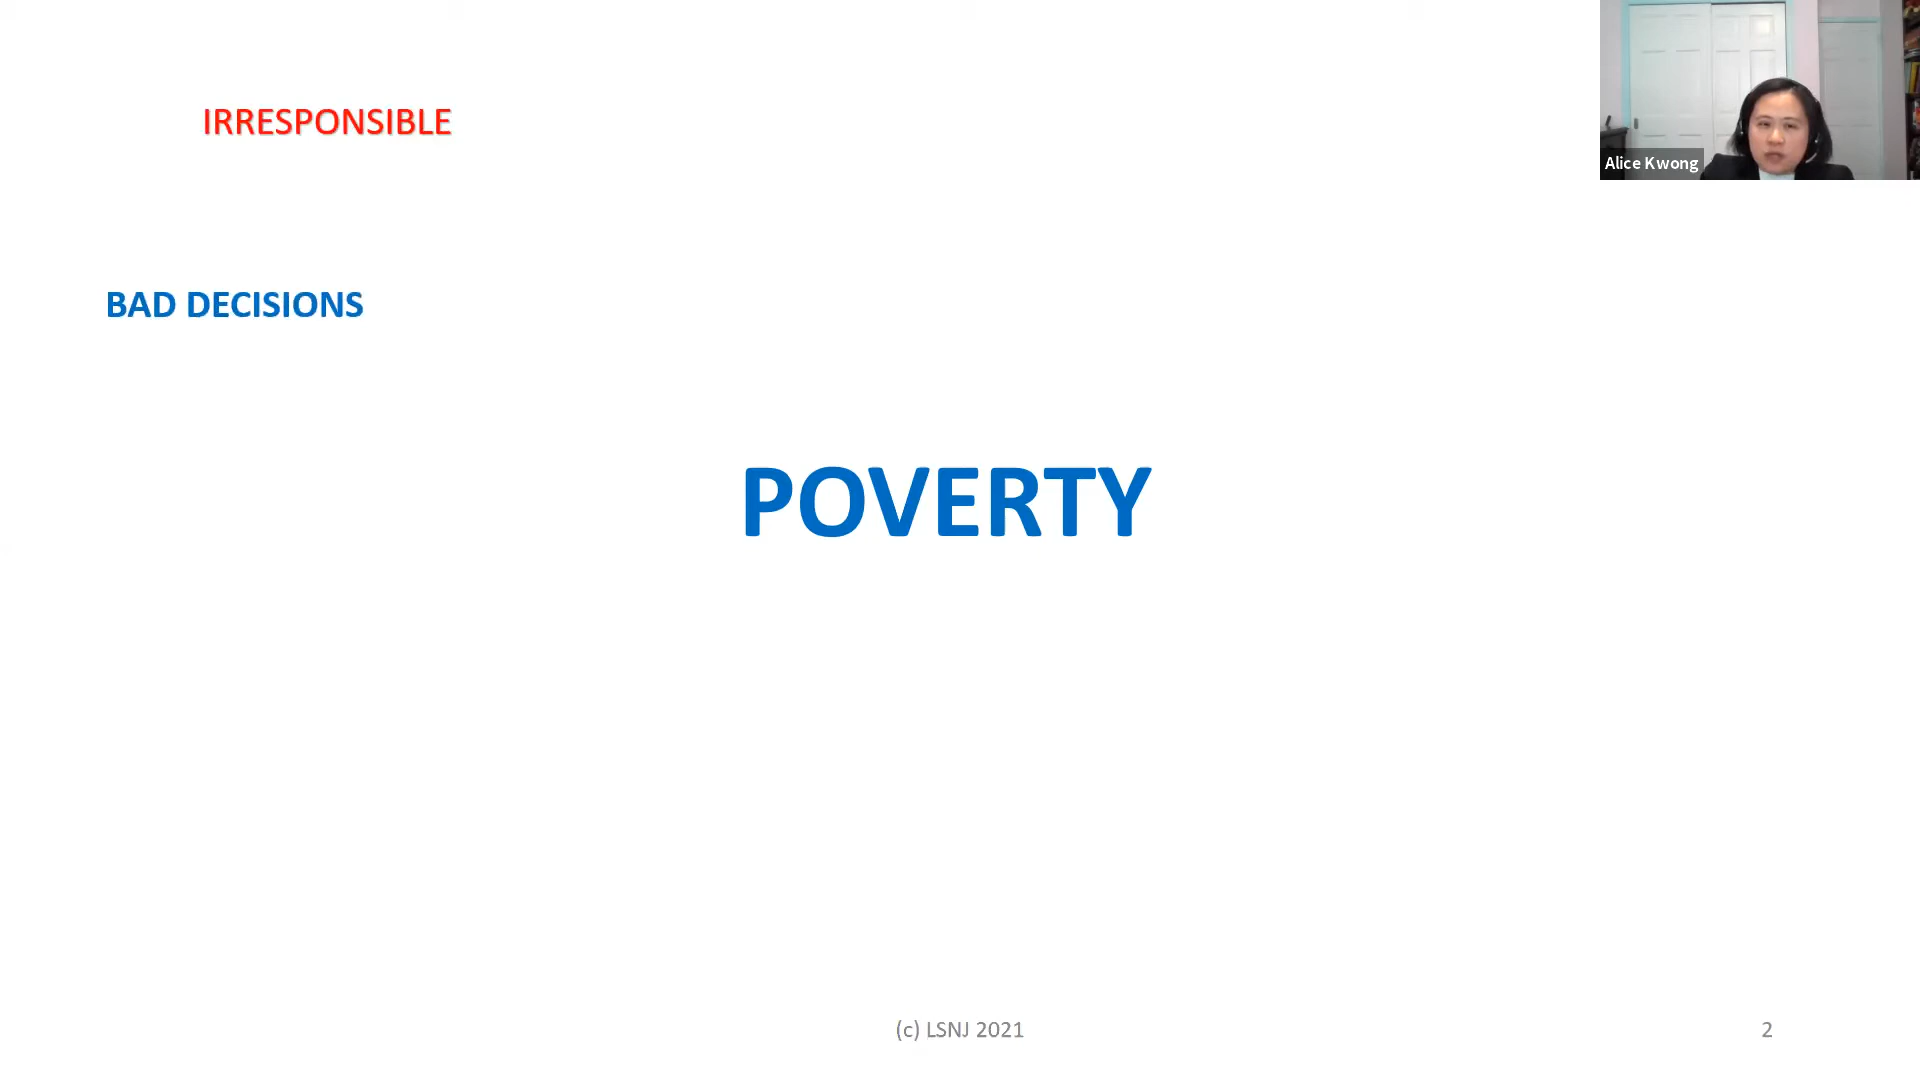 IRRESPONSIBLE
Alice Kwong
BAD DECISIONS
POVERTY
(c) LSNJ 2021
2